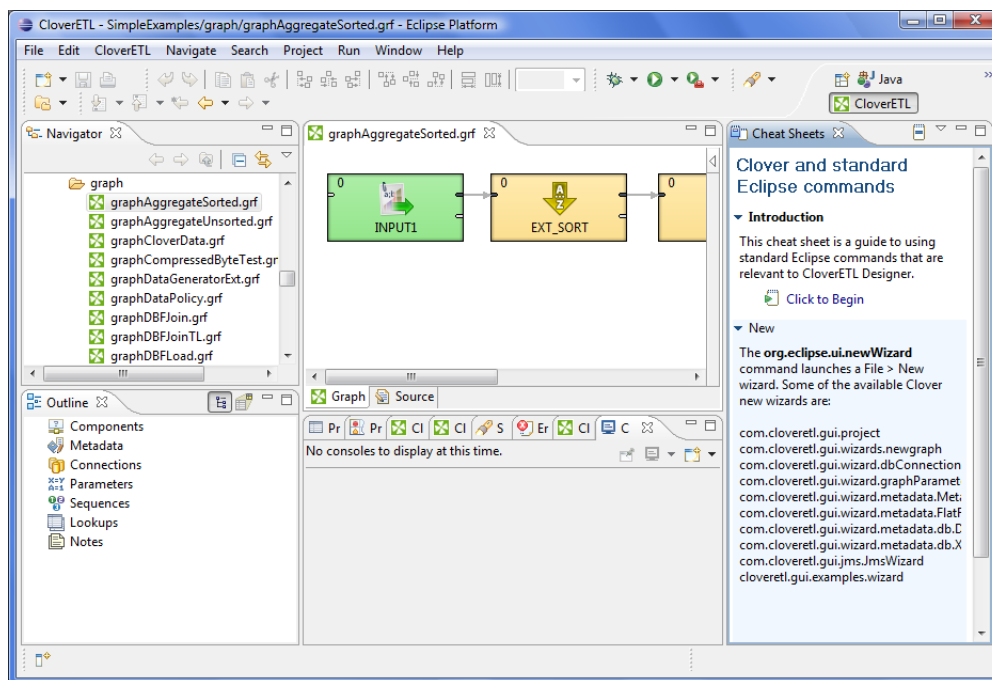 CloverETL - SimpleExamples/graph/graphAggregateSorted.grf - Eclipse Platform
File Edit CloverETL Navigate Search Project Run Window Help
Java
CloverETL
Navigator
graph
graphAggregateSorted.grf
graphAggregateUnsorted.grf
graphCloverData.grf
graphCompressedByteTest.gr
graphDataGeneratorExt.grf
graphDataPolicy.grf
graphDBFJoin.grf
graphDBFJoinTL.grf
graphDBFLoad.grf
Outline
Components
Metadata
Connections
Parameters
Sequences
Lookups
Notes
graphAggregateSorted.grf
0
INPUT1
0
EXT_SORT
0
Graph Source
Pr Pr Cl Cl S Er Cl C
No consoles to display at this time.
Cheat Sheets
Clover and standard
Eclipse commands
Introduction
This cheat sheet is a guide to using
standard Eclipse commands that are
relevant to CloverETL Designer.
Click to Begin
New
The org.eclipse.ui.newWizard
command launches a File > New
wizard. Some of the available Clover
new wizards are:
com.cloveretl.gui.project
com.cloveretl.gui.wizards.newgraph
com.cloveretl.gui.wizard.dbConnection
com.cloveretl.gui.wizard.graphParamet
com.cloveretl.gui.wizard.metadata.Meta
com.cloveretl.gui.wizard.metadata.FlatF
com.cloveretl.gui.wizard.metadata.db.D
com.cloveretl.gui.wizard.metadata.db.X
com.cloveretl.gui.jms.JmsWizard
cloveretl.gui.examples.wizard